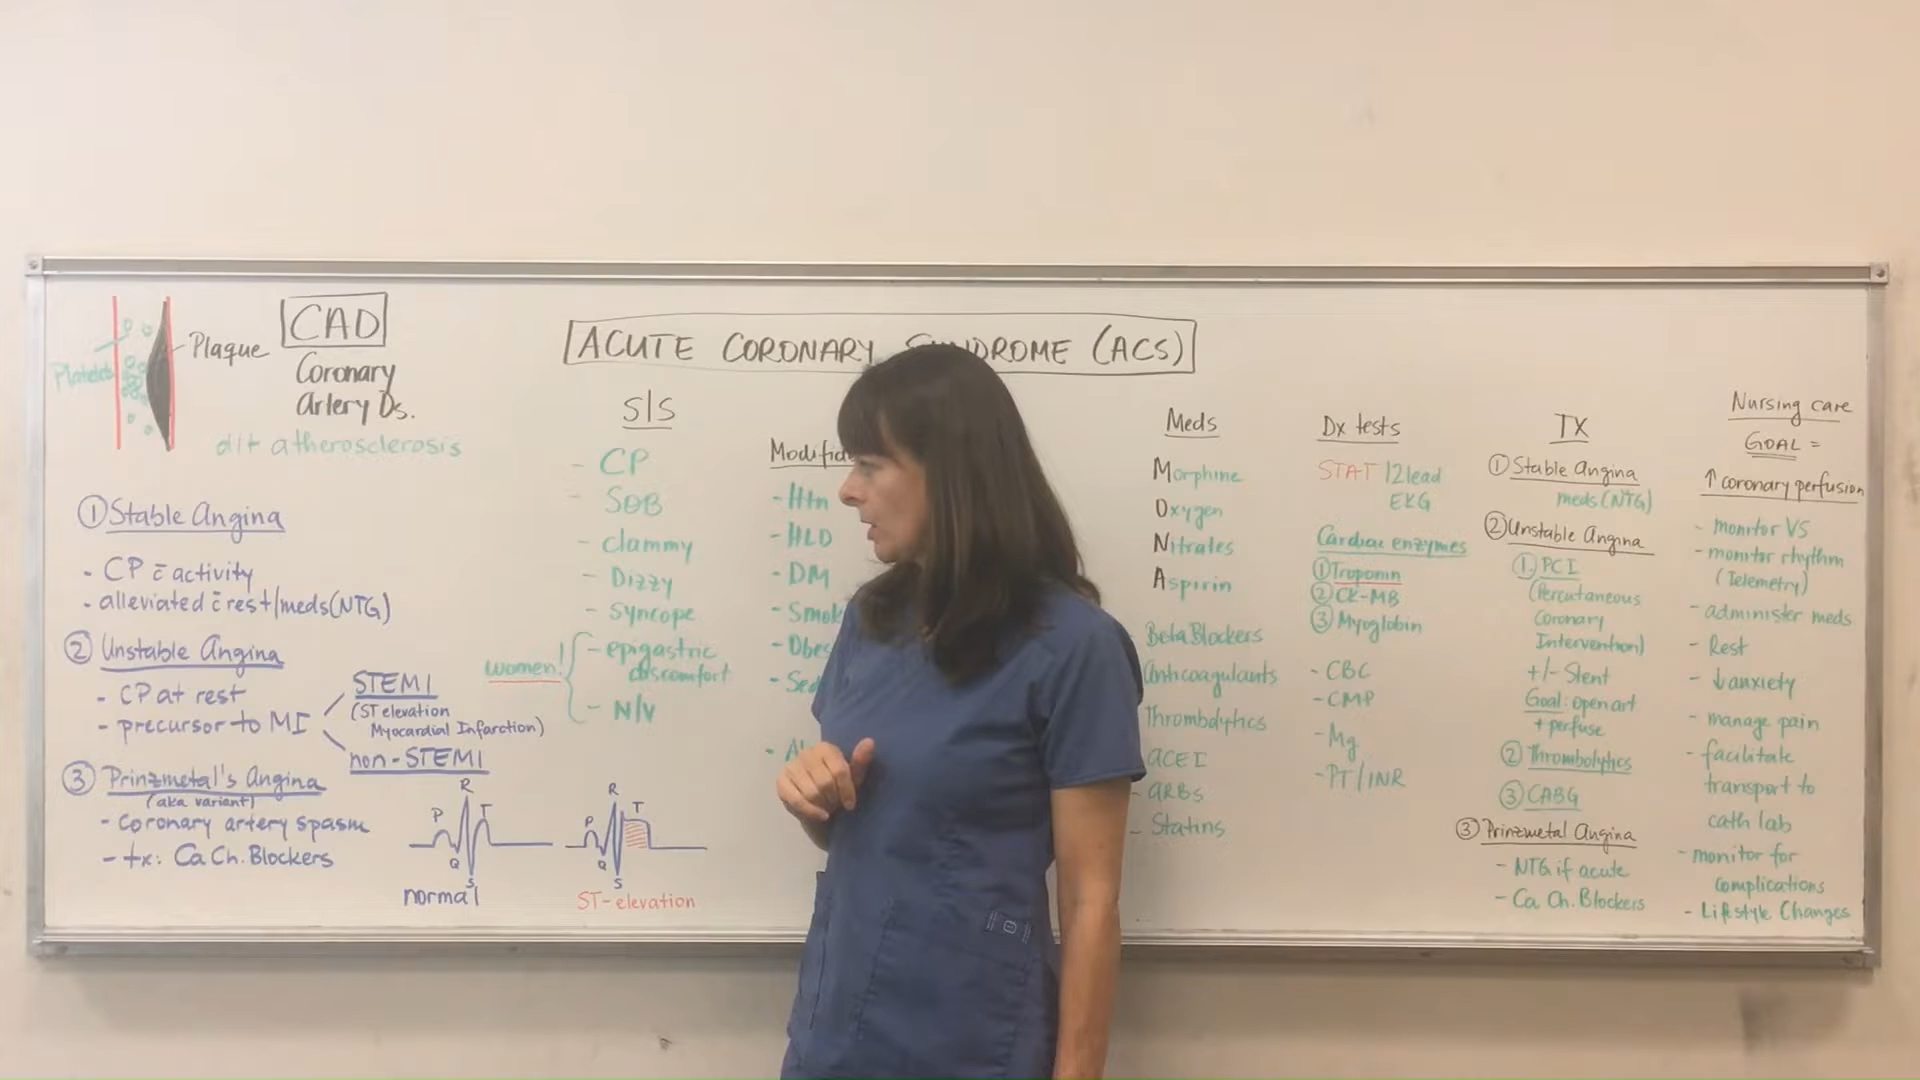 Platelets
Plaque
CAD
Coronary
Artery Ds.
d/t atherosclerosis
① Stable Angina
- CP c̄ activity
- alleviated c̄ rest/meds(NTG)
② Unstable Angina
- CP at rest
- precursor to MI
STEMI
(ST elevation
Myocardial Infarction)
non-STEMI
③ Prinzmetal's Angina
(aka variant)
- coronary artery spasm
- tx: Ca Ch. Blockers
P
Q
R
S
T
normal
P
Q
R
S
T
ST-elevation
ACUTE CORONARY (ACS)
S/S
- CP
- SOB
- clammy
- Dizzy
- Syncope
women!
- epigastric
discomfort
- N/V
- Htn
- HLD
- DM
Meds
Morphine
Oxygen
Nitrates
Aspirin
Beta Blockers
Anticoagulants
Thrombolytics
ACEI
- ARBs
- Statins
Dx tests
STAT 12 lead
EKG
Cardiac enzymes
① Troponin
② CK-MB
③ Myoglobin
- CBC
- CMP
- Mg
- PT/INR
TX
① Stable Angina
meds(NTG)
② Unstable Angina
①. PCI
(Percutaneous
Coronary
Intervention)
+/- Stent
Goal: open art
+ perfuse
② Thrombolytics
③ CABG
③ Prinzmetal Angina
- NTG if acute
- Ca Ch. Blockers
Nursing care
GOAL =
↑ coronary perfusion
- monitor VS
- monitor rhythm
(Telemetry)
- administer meds
- Rest
- ↓ anxiety
- manage pain
- facilitate
transport to
cath lab
- monitor for
complications
- Lifestyle Changes